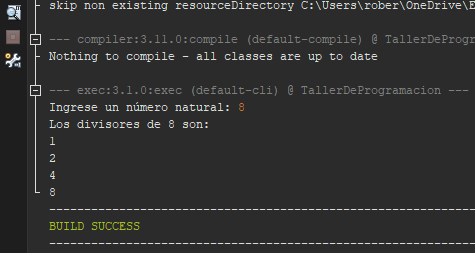 skip non existing resourceDirectory C:\Users\rober\OneDrive\E
--- compiler:3.11.0:compile (default-compile) @ TallerDeProgr
Nothing to compile - all classes are up to date
--- exec:3.1.0:exec (default-cli) @ TallerDeProgramacion ---
Ingrese un número natural: 8
Los divisores de 8 son:
1
2
4
8
------------------------------------------------------------------------
BUILD SUCCESS
------------------------------------------------------------------------